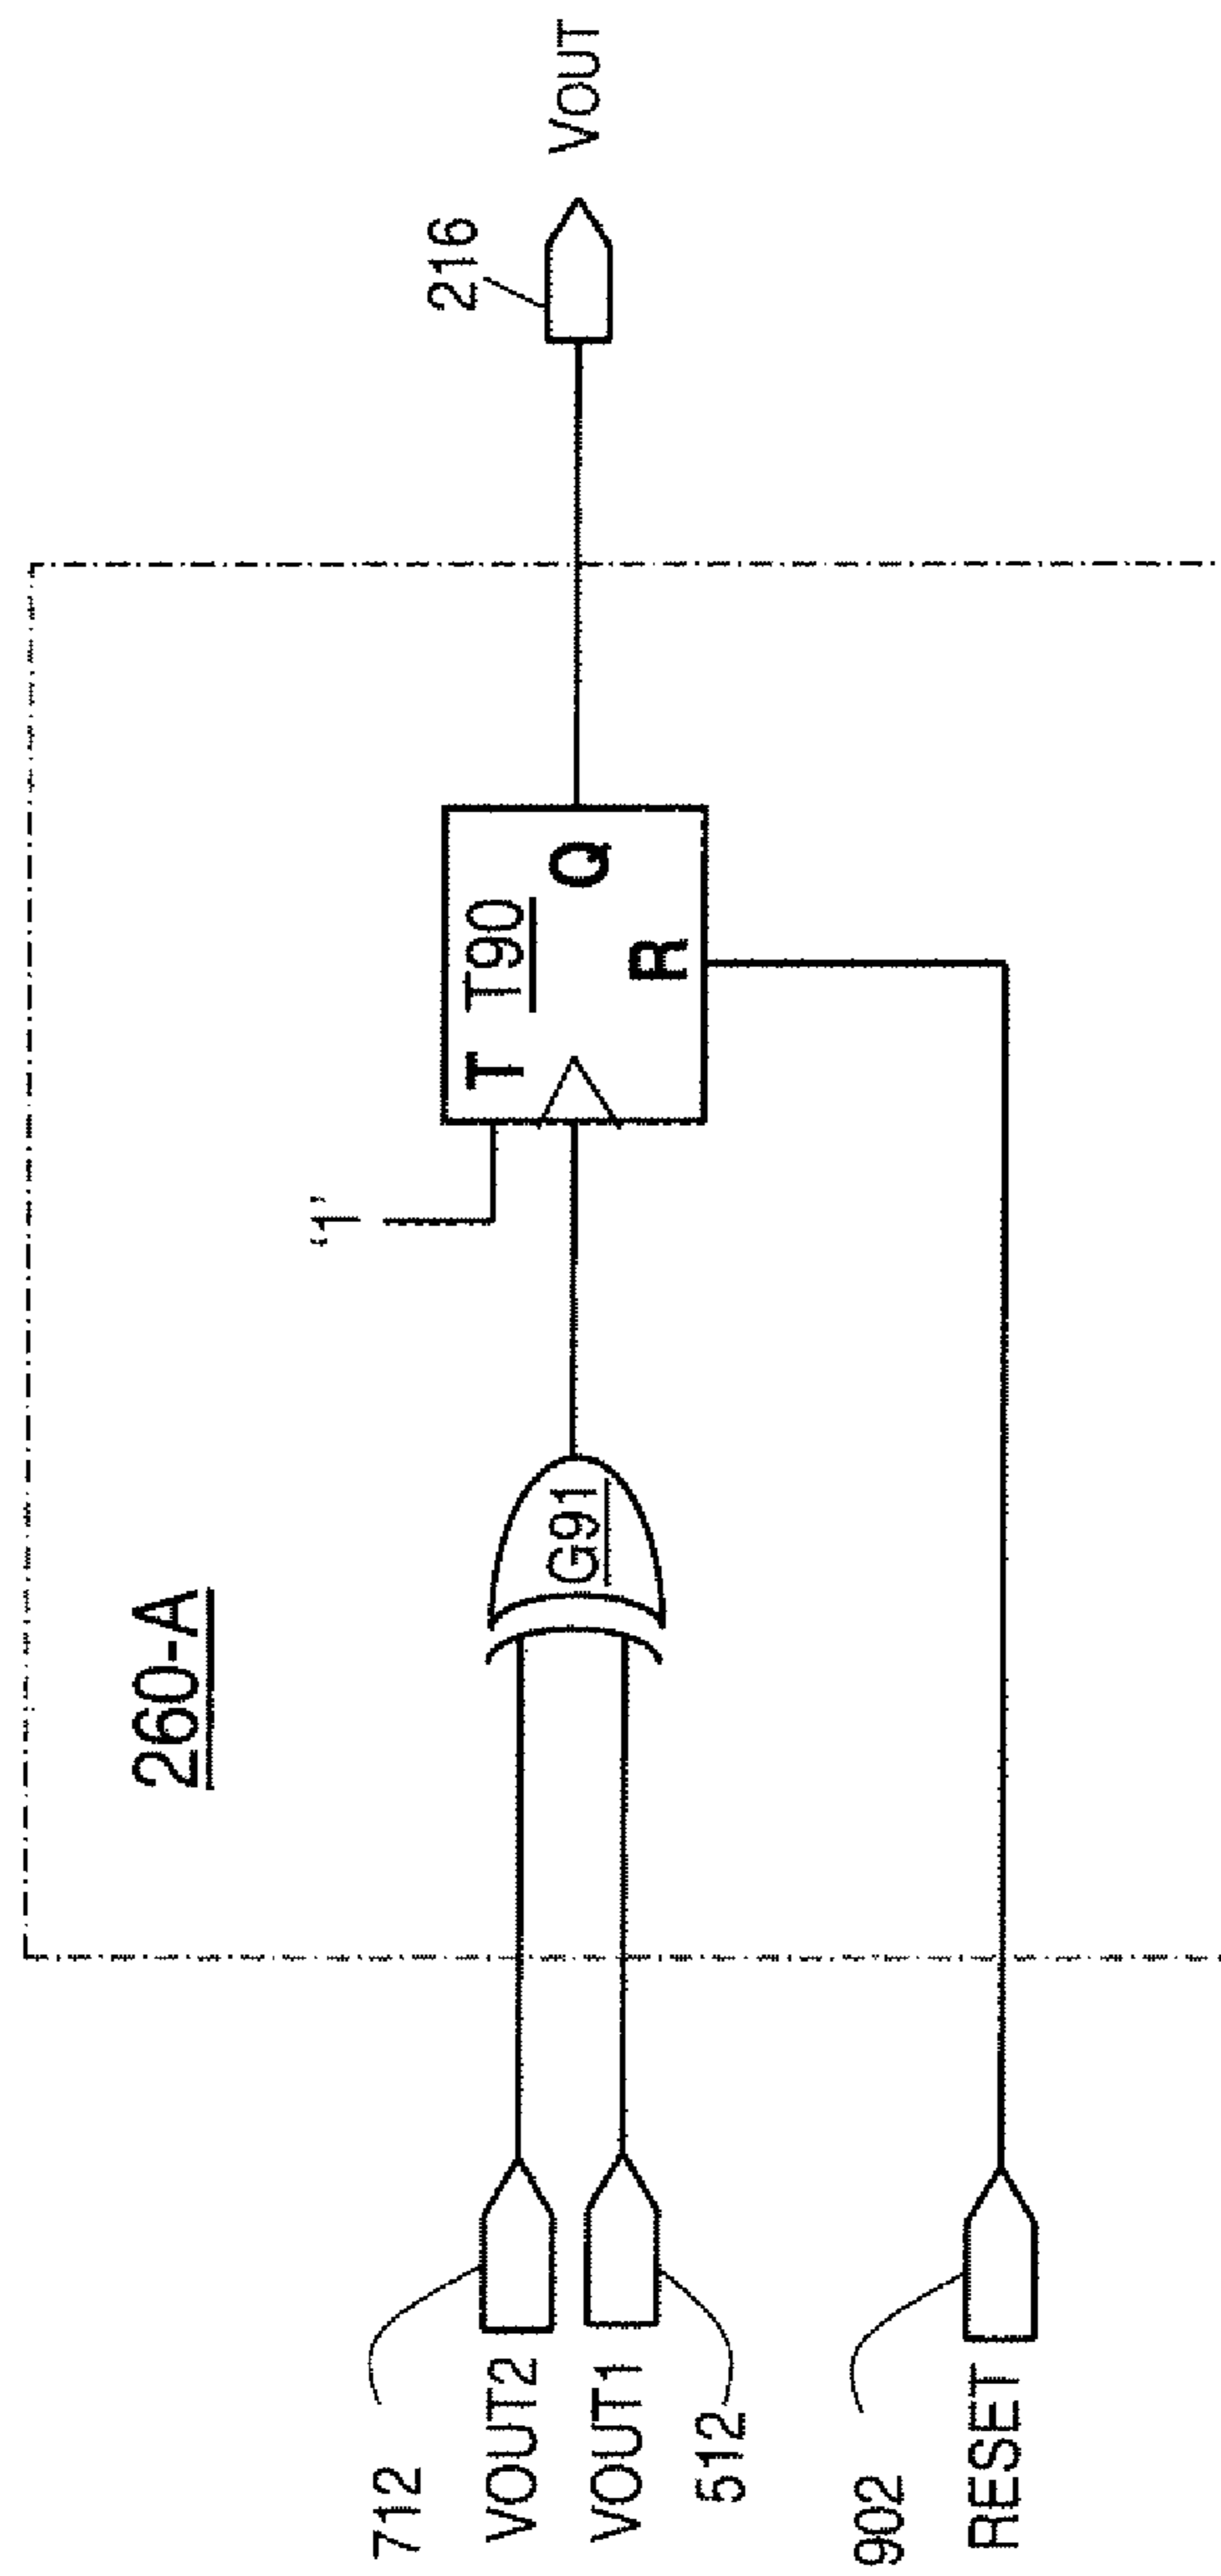 260-A
712
VOUT2
VOUT1
512
902
RESET
G91
'1'
T
T90
Q
R
216
VOUT